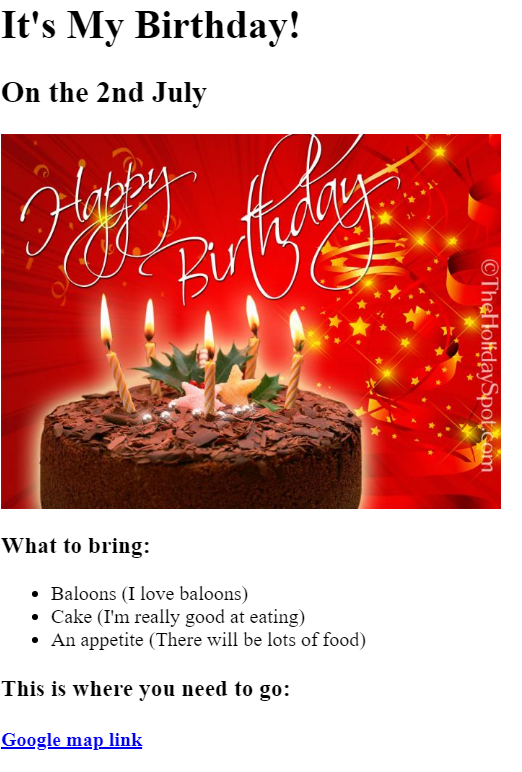 It's My Birthday!
On the 2nd July
Happy
Birthday
©TheHolidaySpot.com
What to bring:
Baloons (I love baloons)
Cake (I'm really good at eating)
An appetite (There will be lots of food)
This is where you need to go:
Google map link